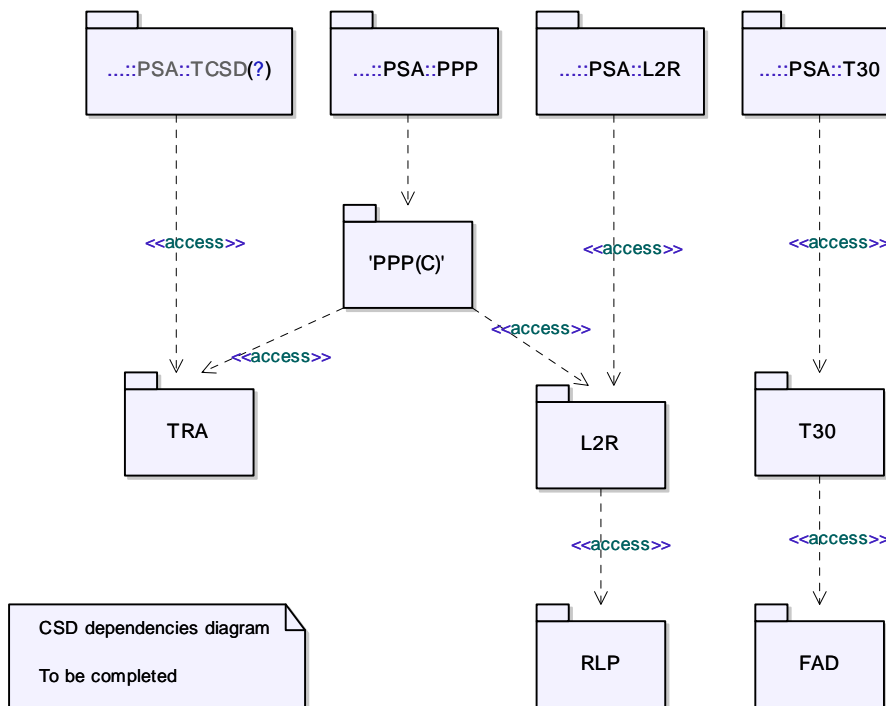 ...::PSA::TCSD(?)
...::PSA::PPP
...::PSA::L2R
...::PSA::T30
<<access>>
<<access>>
<<access>>
'PPP(C)'
<<access>>
<<access>>
TRA
L2R
T30
<<access>>
<<access>>
CSD dependencies diagram
To be completed
RLP
FAD